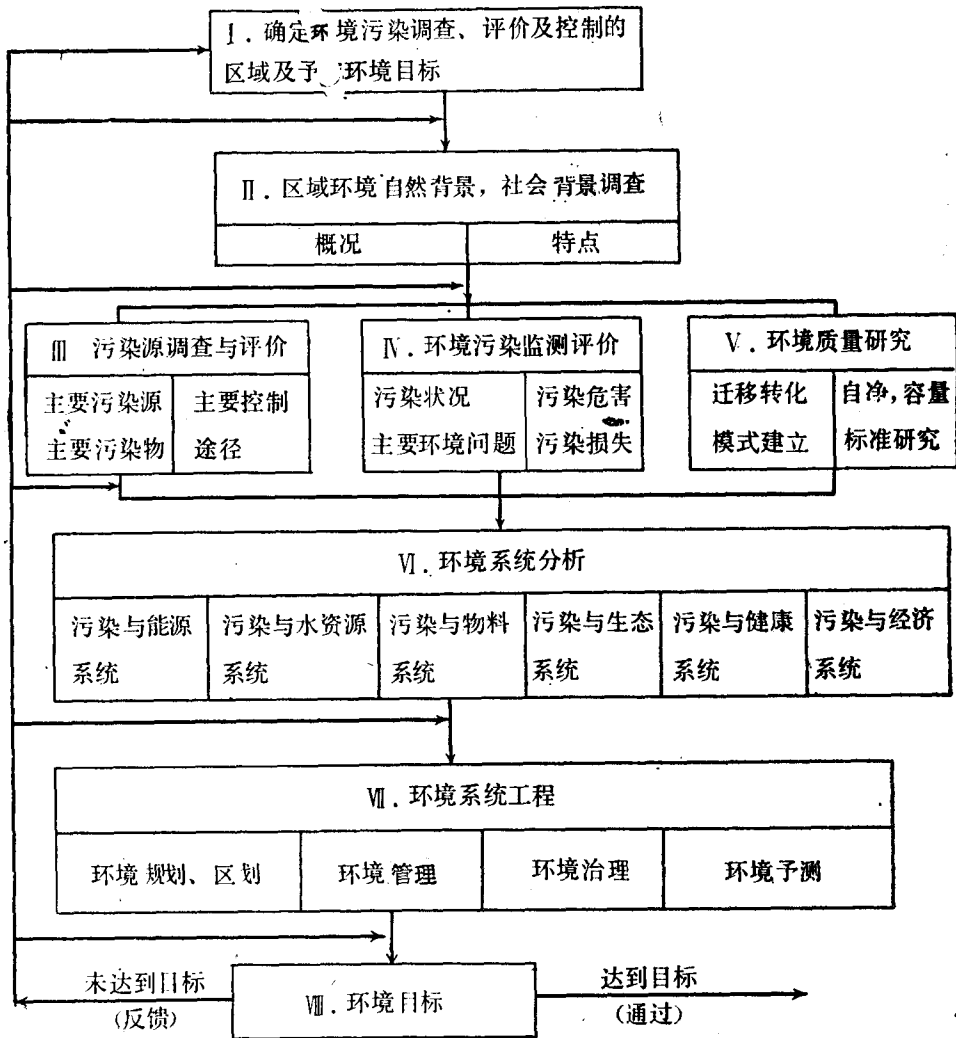 Ⅰ．确定环境污染调查、评价及控制的
区域及予 环境目标
Ⅱ．区域环境自然背景，社会背景调查
概况
特点
Ⅲ 污染源调查与评价
主要污染源
主要污染物
主要控制
途径
Ⅳ．环境污染监测评价
污染状况
主要环境问题
污染危害
污染损失
Ⅴ．环境质量研究
迁移转化
模式建立
自净，容量
标准研究
Ⅵ．环境系统分析
污染与能源
系统
污染与水资源
系统
污染与物料
系统
污染与生态
系统
污染与健康
系统
污染与经济
系统
Ⅶ．环境系统工程
环境规划、区划
环境管理
环境治理
环境予测
未达到目标
(反馈)
Ⅷ．环境目标
达到目标
(通过)